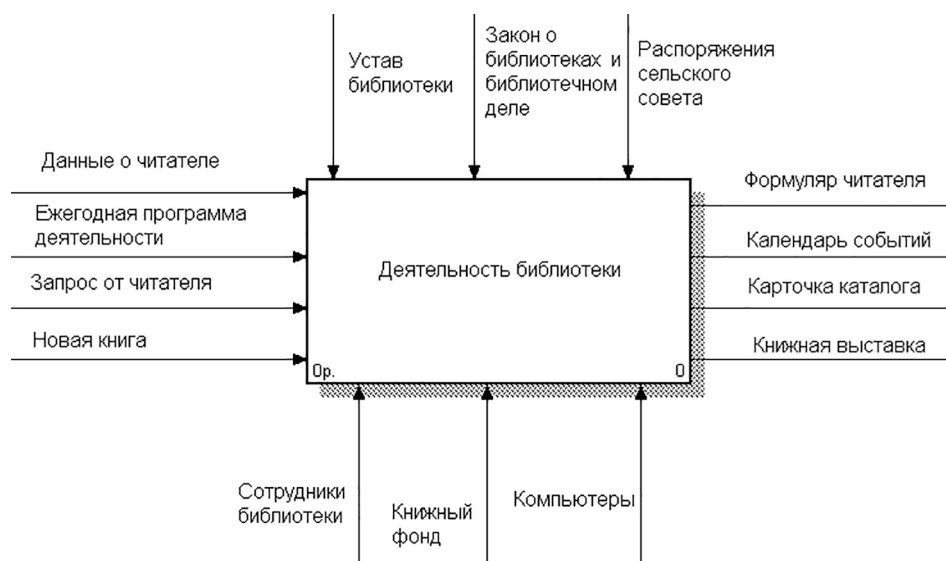 Устав
библиотеки
Закон о
библиотеках и
библиотечном
деле
Распоряжения
сельского
совета
Данные о читателе
Ежегодная программа
деятельности
Запрос от читателя
Новая книга
Деятельность библиотеки
0р.
0
Формуляр читателя
Календарь событий
Карточка каталога
Книжная выставка
Сотрудники
библиотеки
Книжный
фонд
Компьютеры